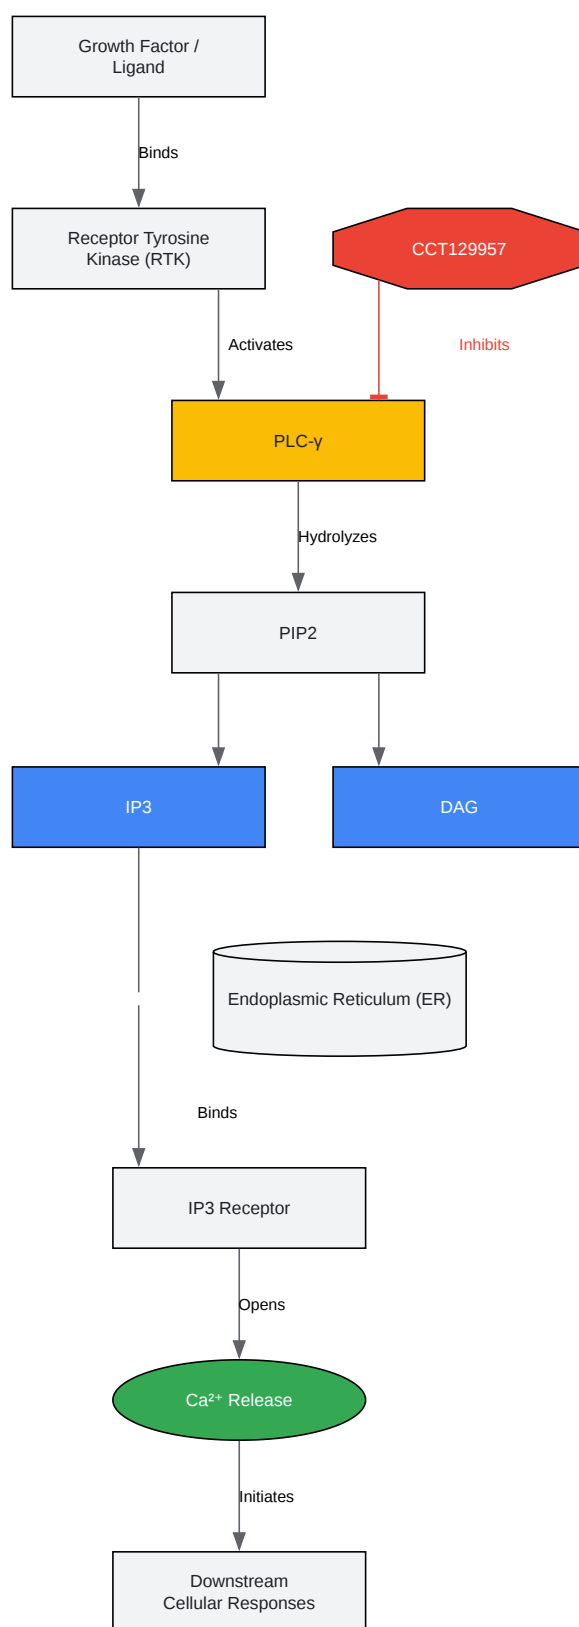 Growth Factor /
Ligand
Binds
Receptor Tyrosine
Kinase (RTK)
CCT129957
Activates
Inhibits
PLC-γ
Hydrolyzes
PIP2
IP3
DAG
Endoplasmic Reticulum (ER)
Binds
IP3 Receptor
Opens
Ca²⁺ Release
Initiates
Downstream
Cellular Responses